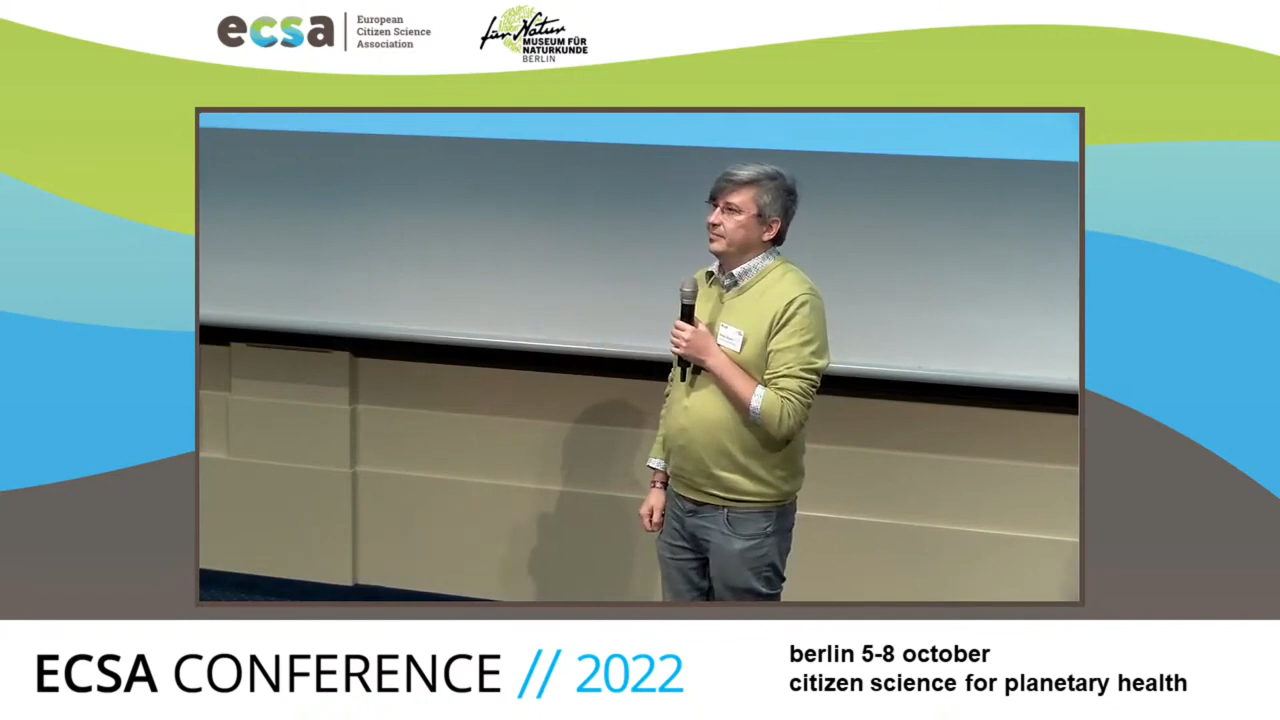 ecsa
European
Citizen Science
Association
für Natur
MUSEUM FÜR
NATURKUNDE
BERLIN
ECSA CONFERENCE // 2022
berlin 5-8 october
citizen science for planetary health